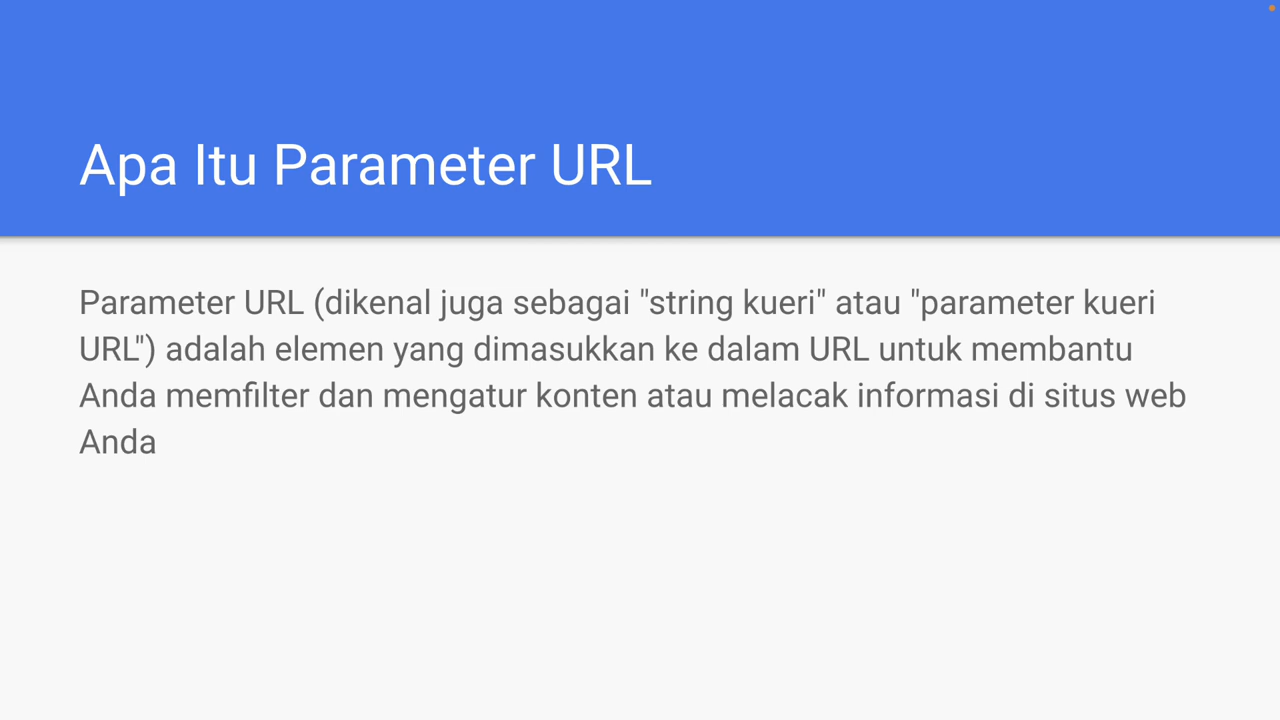 Apa Itu Parameter URL
Parameter URL (dikenal juga sebagai "string kueri" atau "parameter kueri
URL") adalah elemen yang dimasukkan ke dalam URL untuk membantu
Anda memfilter dan mengatur konten atau melacak informasi di situs web
Anda